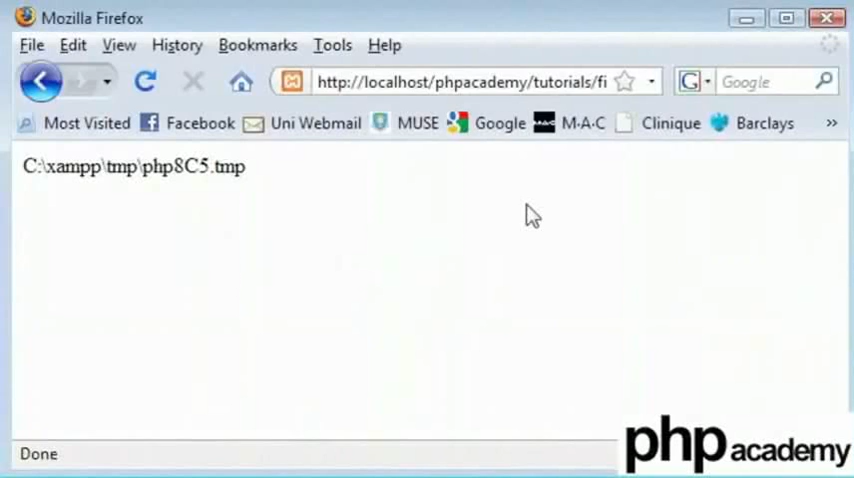 Mozilla Firefox
File Edit View History Bookmarks Tools Help
http://localhost/phpacademy/tutorials/fi Google
Most Visited Facebook Uni Webmail MUSE Google M·A·C Clinique Barclays »
C:\xampp\tmp\php8C5.tmp
Done
php academy